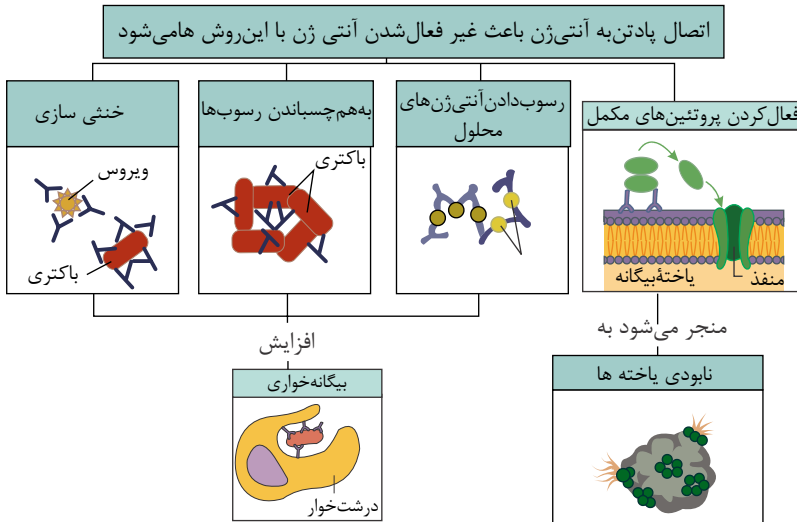 اتصال پادتن‌به آنتی‌ژن باعث غیر فعال‌شدن آنتی ژن با این‌روش هامی‌شود
فعال‌کردن پروتئین‌های مکمل
رسوب‌دادن‌آنتی‌ژن‌های
محلول
به‌هم‌چسباندن رسوب‌ها
خنثی سازی
باکتری
ویروس
باکتری
یاختهٔ‌بیگانه
منفذ
منجر می‌شود به
افزایش
نابودی یاخته ها
بیگانه‌خواری
درشت‌خوار